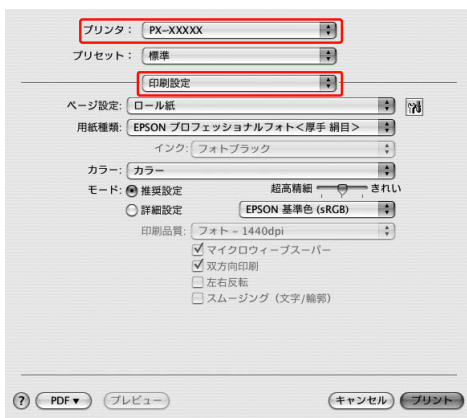 プリンタ： PX-XXXXX
プリセット： 標準
印刷設定
ページ設定: ロール紙
用紙種類: EPSON プロフェッショナルフォト＜厚手 絹目＞
インク: フォトブラック
カラー: カラー
モード: 推奨設定 超高精細 きれい
詳細設定 EPSON 基準色 (sRGB)
印刷品質: フォト - 1440dpi
マイクロウィーブスーパー
双方向印刷
左右反転
スムージング（文字/輪郭）
? PDF▼ プレビュー キャンセル プリント